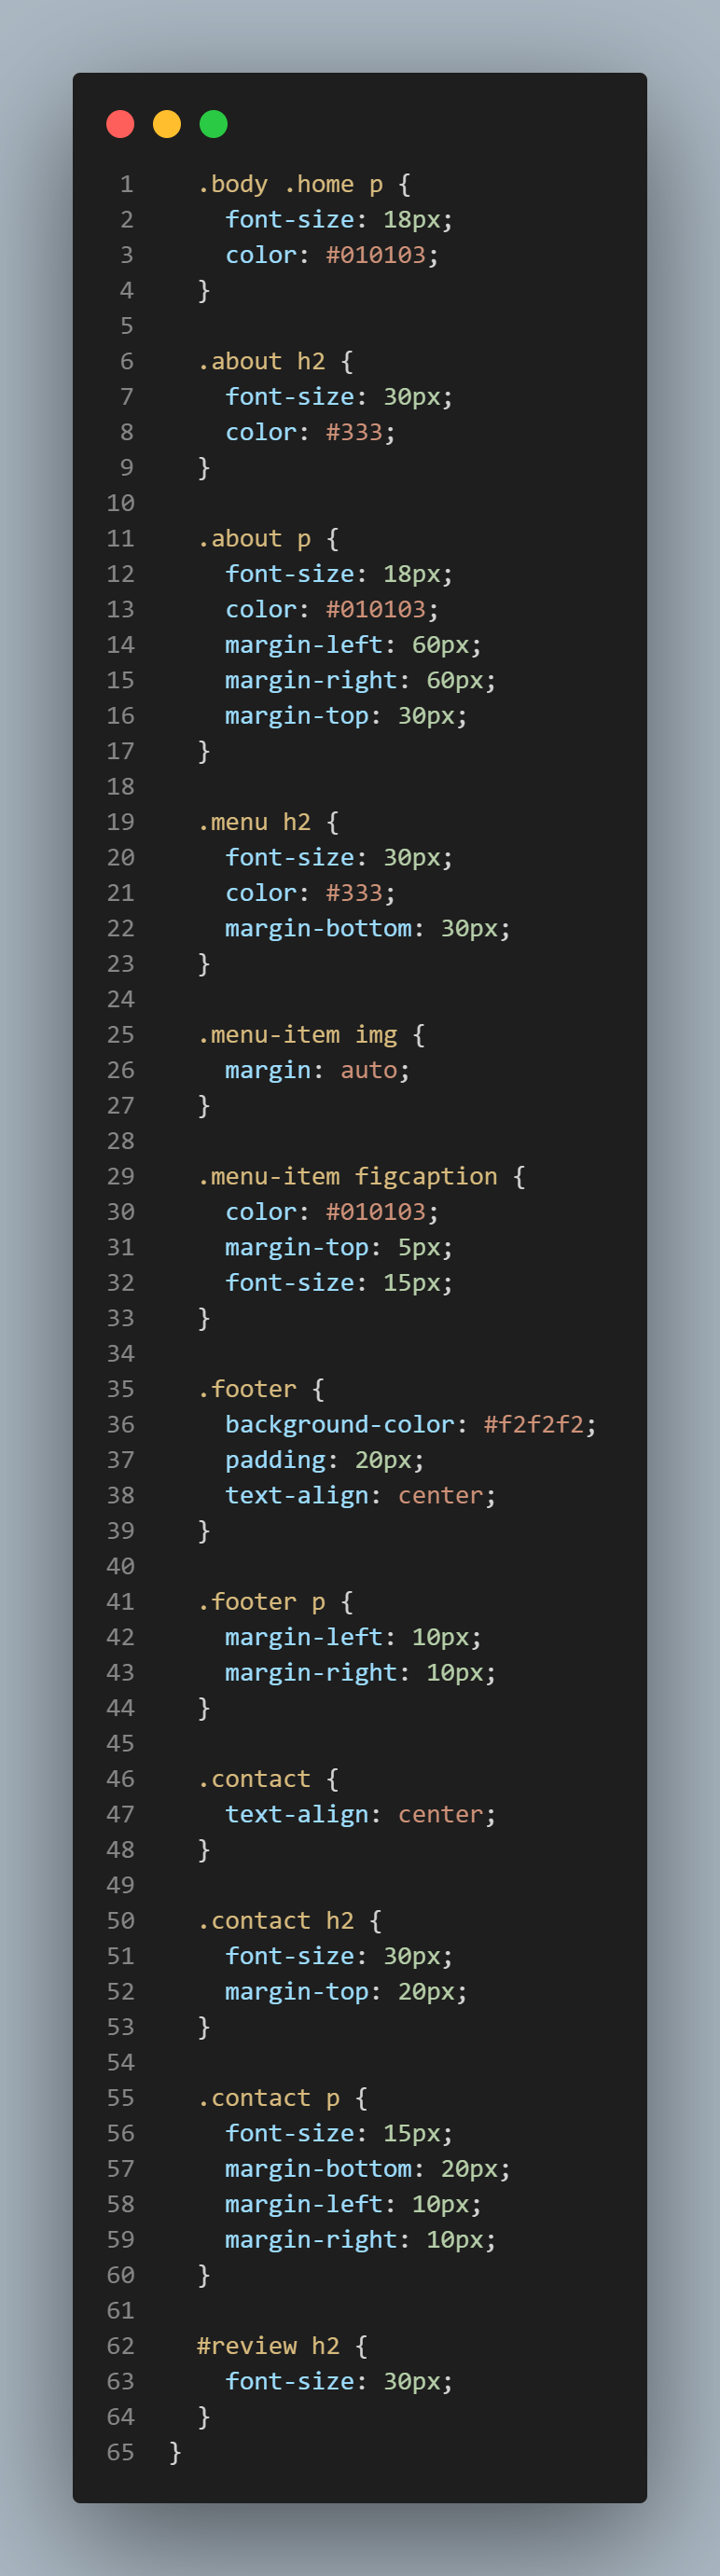 1 .body .home p {
2 font-size: 18px;
3 color: #010103;
4 }
5
6 .about h2 {
7 font-size: 30px;
8 color: #333;
9 }
10
11 .about p {
12 font-size: 18px;
13 color: #010103;
14 margin-left: 60px;
15 margin-right: 60px;
16 margin-top: 30px;
17 }
18
19 .menu h2 {
20 font-size: 30px;
21 color: #333;
22 margin-bottom: 30px;
23 }
24
25 .menu-item img {
26 margin: auto;
27 }
28
29 .menu-item figcaption {
30 color: #010103;
31 margin-top: 5px;
32 font-size: 15px;
33 }
34
35 .footer {
36 background-color: #f2f2f2;
37 padding: 20px;
38 text-align: center;
39 }
40
41 .footer p {
42 margin-left: 10px;
43 margin-right: 10px;
44 }
45
46 .contact {
47 text-align: center;
48 }
49
50 .contact h2 {
51 font-size: 30px;
52 margin-top: 20px;
53 }
54
55 .contact p {
56 font-size: 15px;
57 margin-bottom: 20px;
58 margin-left: 10px;
59 margin-right: 10px;
60 }
61
62 #review h2 {
63 font-size: 30px;
64 }
65 }